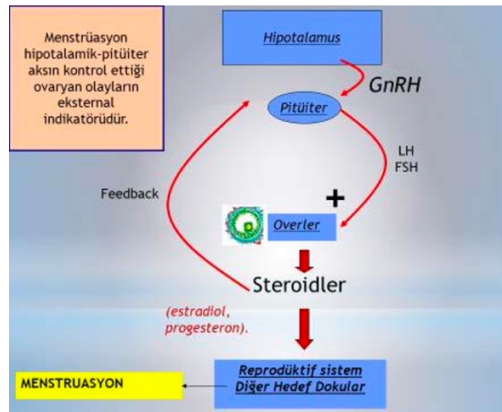 Menstrüasyon
hipotalamik-pitüiter
aksın kontrol ettiği
ovaryan olayların
eksternal
indikatörüdür.
Hipotalamus
GnRH
Pitüiter
LH
FSH
Feedback
+
Overler
Steroidler
(estradiol,
progesteron).
Reprodüktif sistem
Diğer Hedef Dokular
MENSTRUASYON